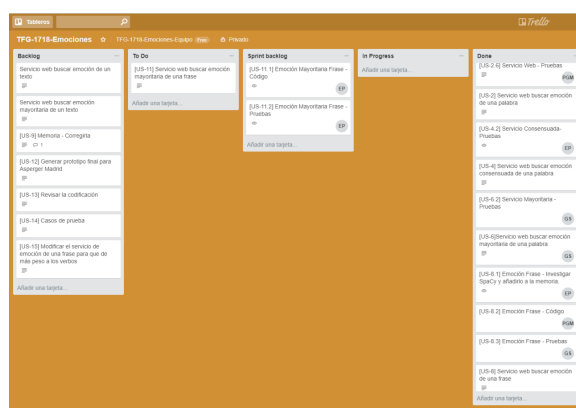 Tableros
Trello
TFG-1718-Emociones
TFG-1718-Emociones-Equipo Free
Privado
Backlog
Servicio web buscar emoción de un
texto
Servicio web buscar emoción
mayoritaria de un texto
[US-9] Memoria - Corregirla
1
[US-12] Generar prototipo final para
Asperger Madrid
[US-13] Revisar la codificación
[US-14] Casos de prueba
[US-15] Modificar el servicio de
emoción de una frase para que de
más peso a los verbos
Añadir una tarjeta...
To Do
[US-11] Servicio web buscar emoción
mayoritaria de una frase
Añadir una tarjeta...
Sprint backlog
[US-11.1] Emoción Mayoritaria Frase -
Código
EP
[US-11.2] Emoción Mayoritaria Frase -
Pruebas
EP
Añadir una tarjeta...
In Progress
Añadir una tarjeta...
Done
[US-2.6] Servicio Web - Pruebas
PGM
[US-2] Servicio web buscar emoción
de una palabra
[US-4.2] Servicio Consensuada-
Pruebas
EP
[US-4] Servicio web buscar emoción
consensuada de una palabra
[US-6.2] Servicio Mayoritaria -
Pruebas
GS
[US-6]Servicio web buscar emoción
mayoritaria de una palabra
GS
[US-8.1] Emoción Frase - Investigar
SpaCy y añadirlo a la memoria
EP
[US-8.2] Emoción Frase - Código
PGM
[US-8.3] Emoción Frase - Pruebas
GS
[US-8] Servicio web buscar emoción
de una frase
Añadir una tarjeta...